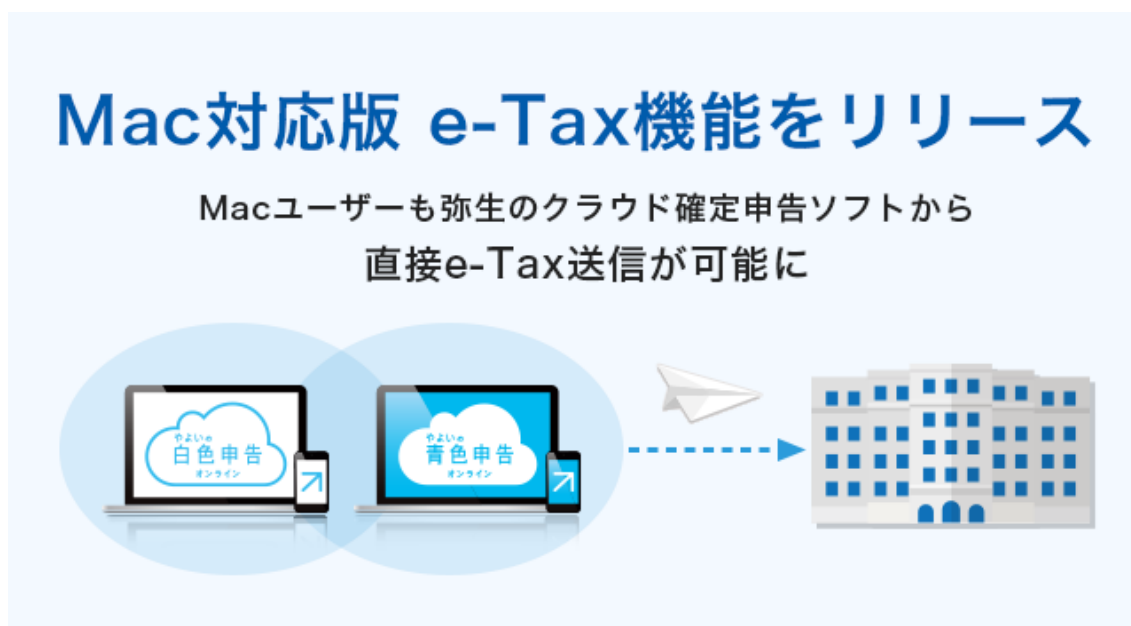 Mac対応版 e-Tax機能をリリース
Macユーザーも弥生のクラウド確定申告ソフトから
直接e-Tax送信が可能に
やよいの
白色申告
オンライン
やよいの
青色申告
オンライン